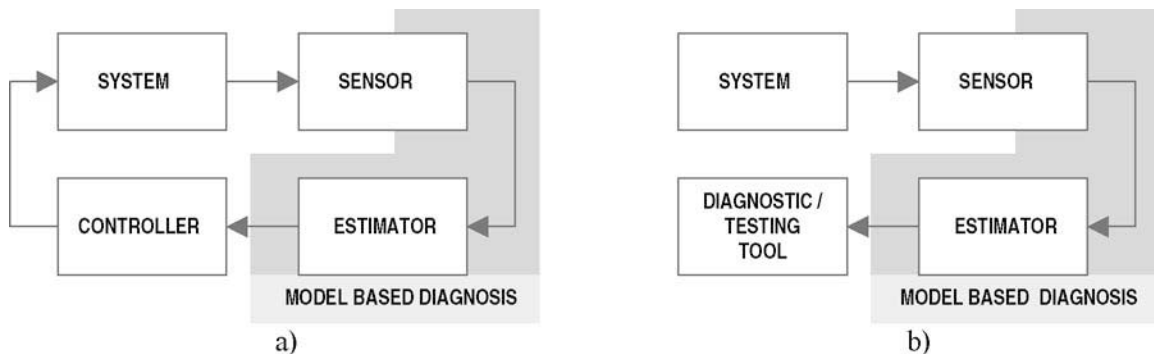 SYSTEM
SENSOR
CONTROLLER
ESTIMATOR
MODEL BASED DIAGNOSIS
a)
SYSTEM
SENSOR
DIAGNOSTIC /
TESTING
TOOL
ESTIMATOR
MODEL BASED DIAGNOSIS
b)